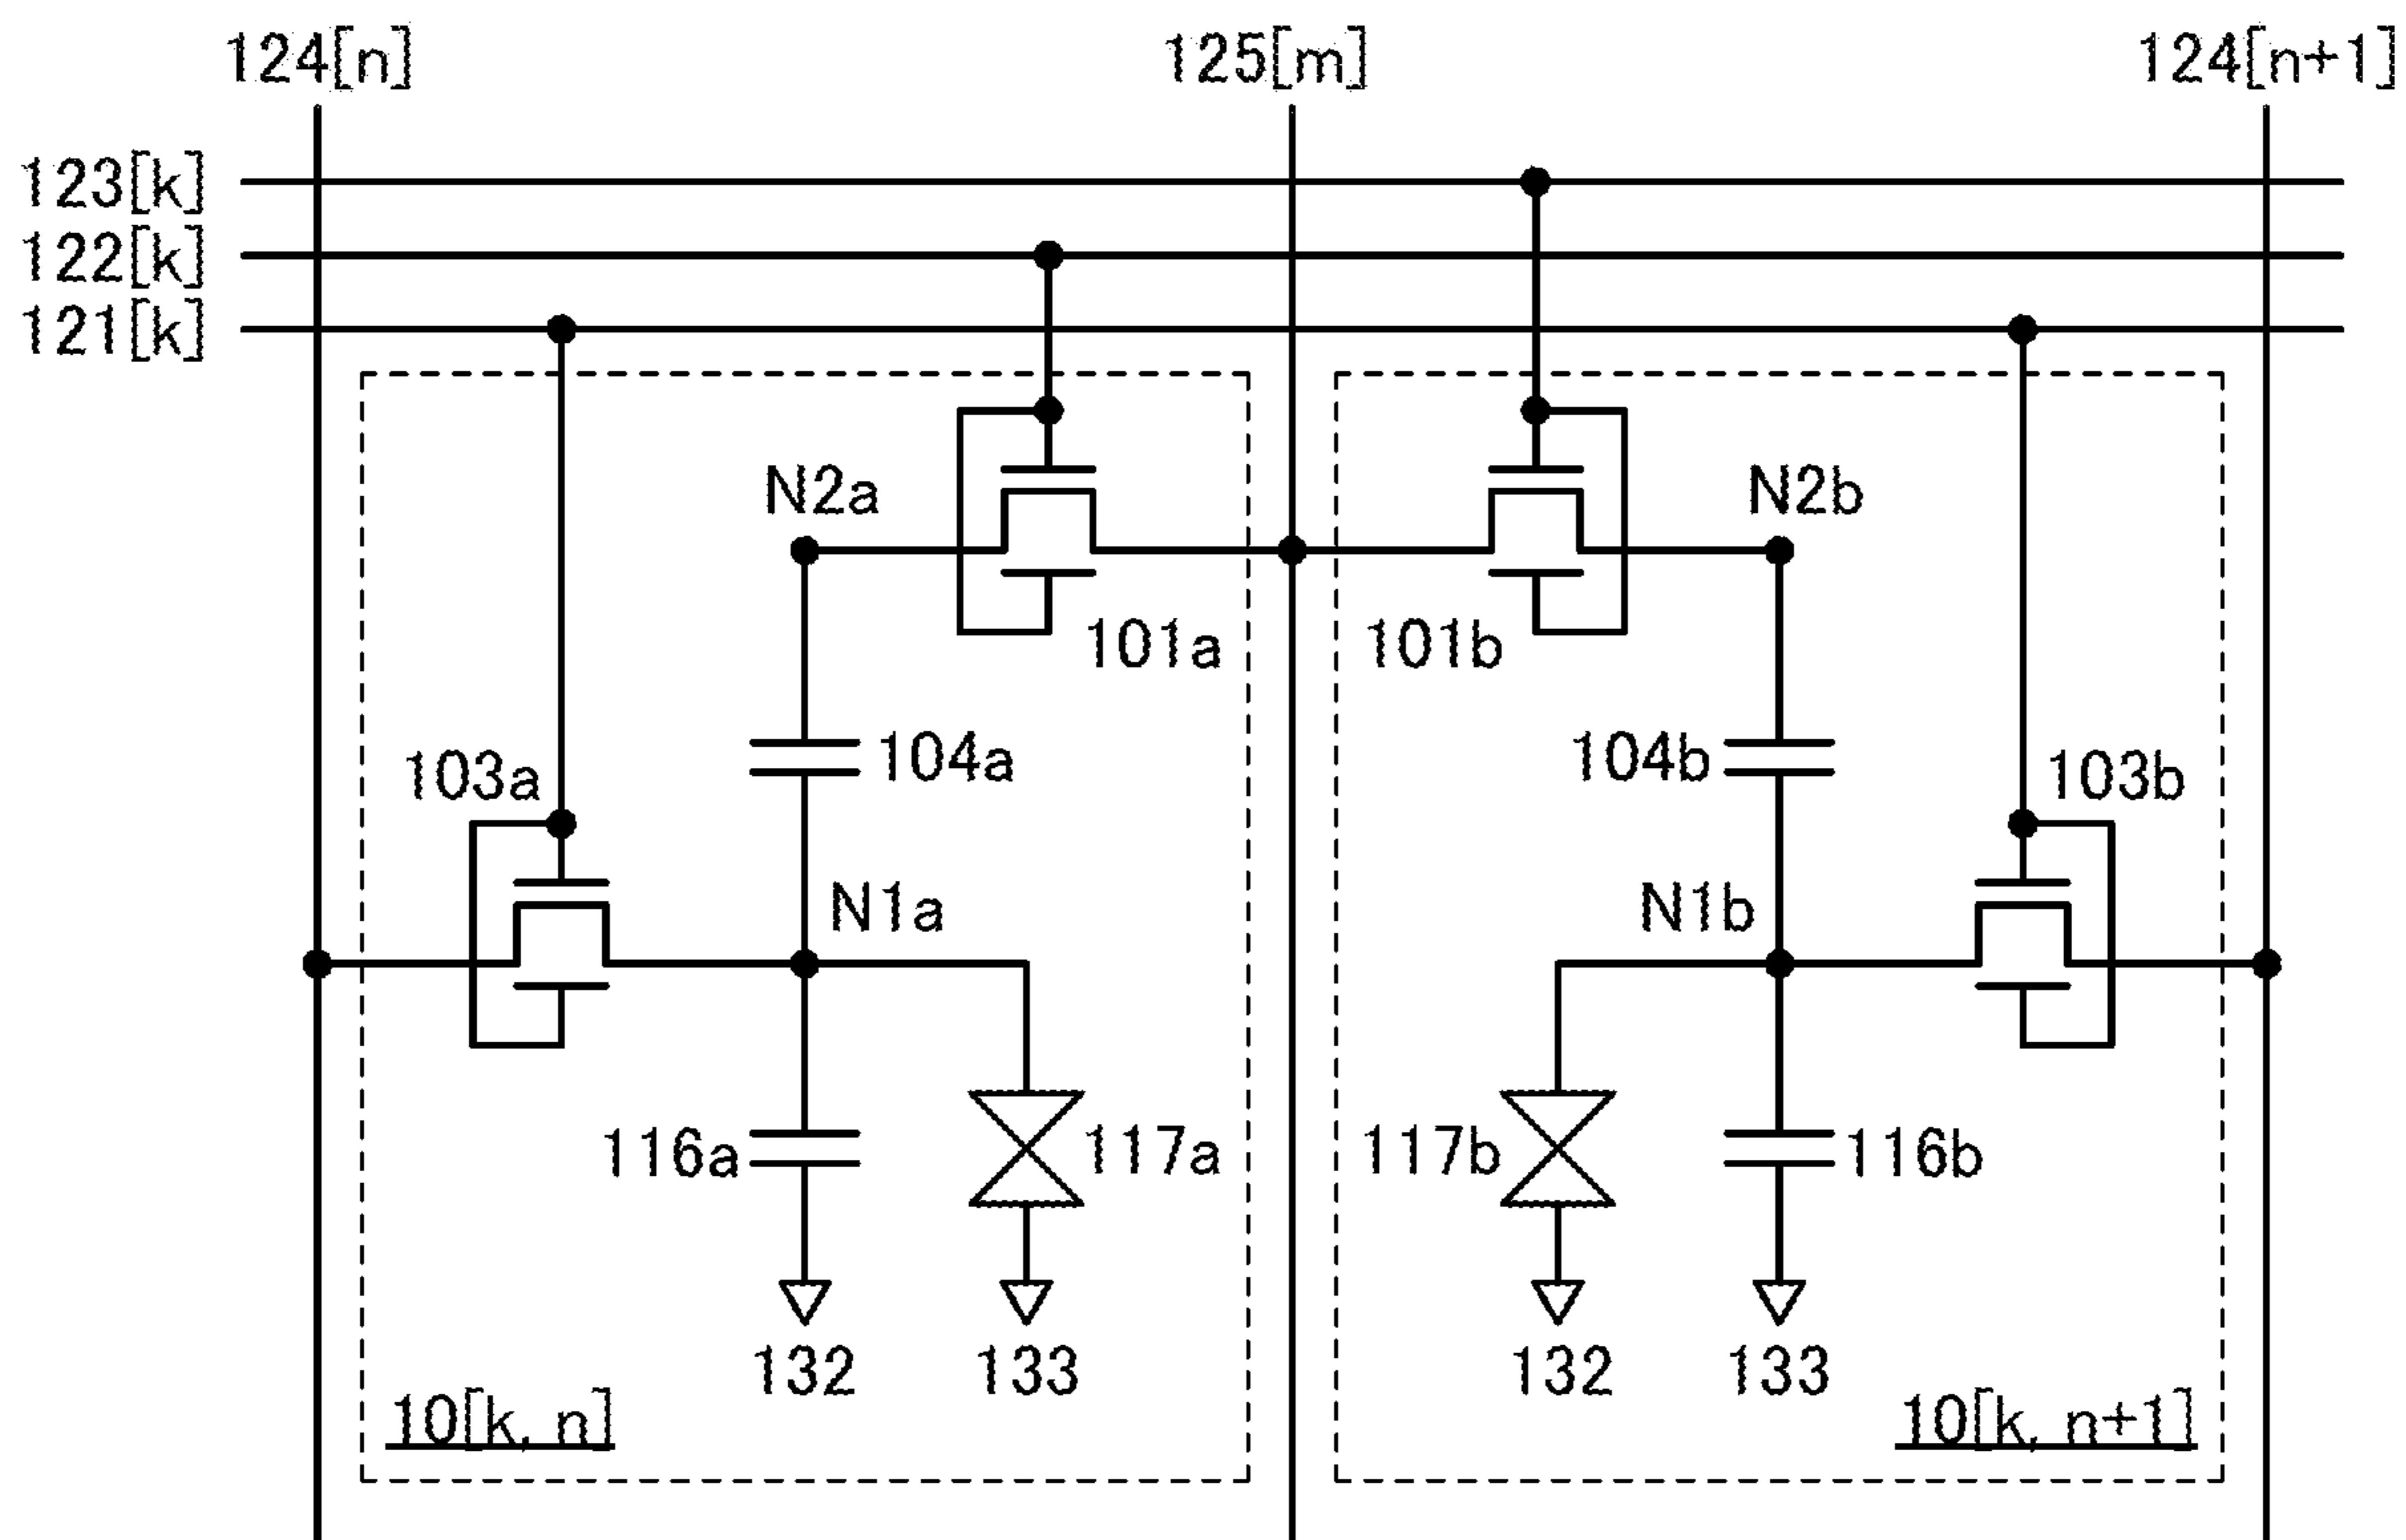 124[n] 125[m] 124[n+1]
123[k]
122[k]
121[k]
N2a N2b
101a 101b
103a 104a 104b 103b
N1a N1b
116a 117a 117b 116b
132 133 132 133
10[k, n] 10[k, n+1]